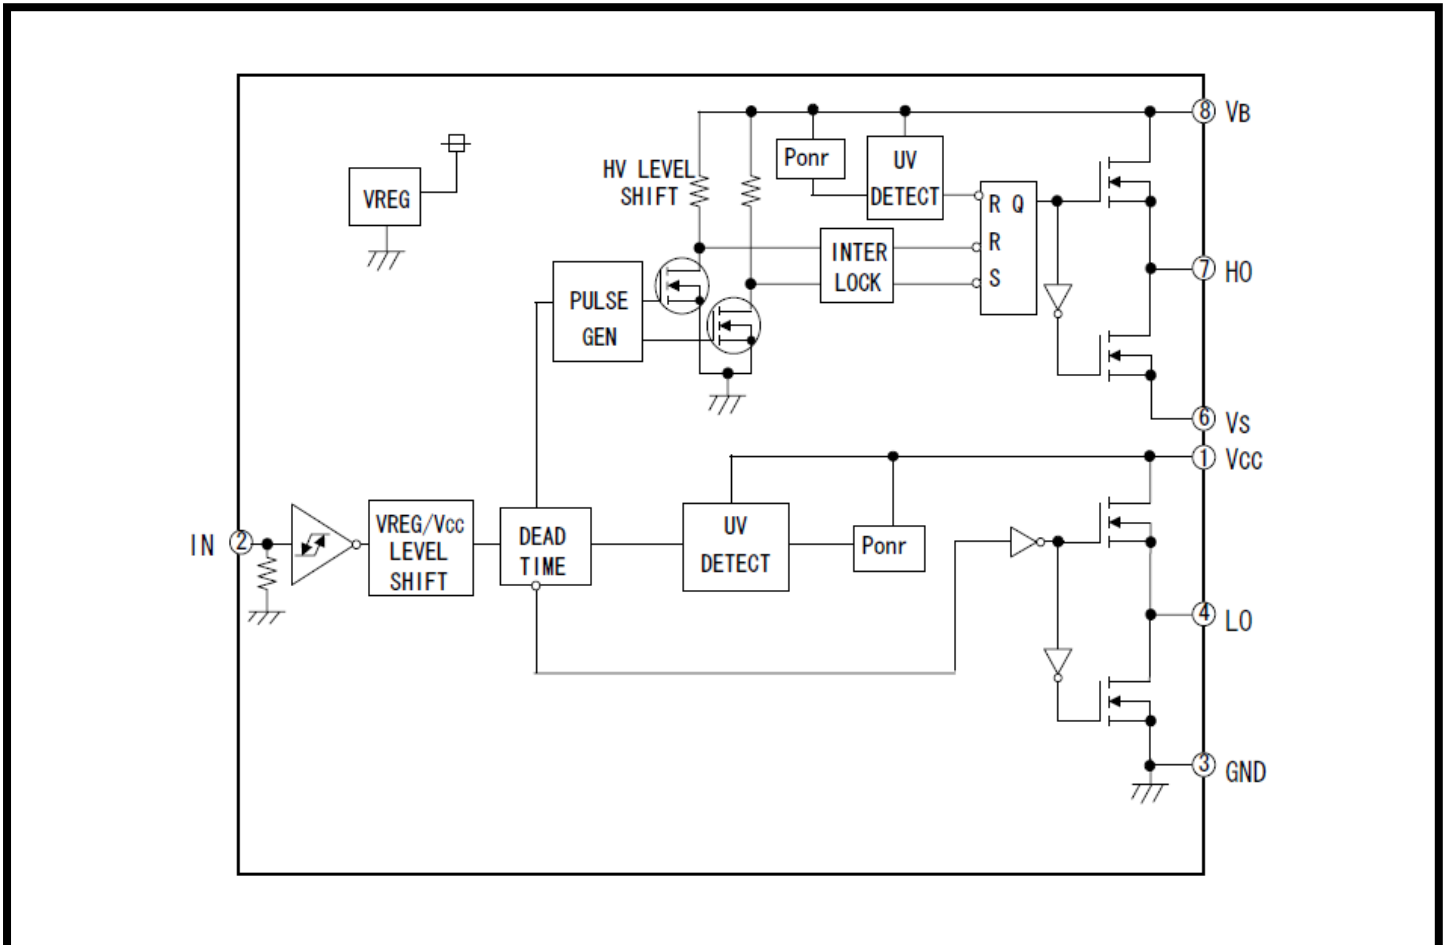 8 VB
Ponr
UV
DETECT
HV LEVEL
SHIFT
VREG
R Q
R
S
INTER
LOCK
7 HO
PULSE
GEN
6 VS
1 VCC
IN 2
VREG/VCC
LEVEL
SHIFT
DEAD
TIME
UV
DETECT
Ponr
4 LO
3 GND